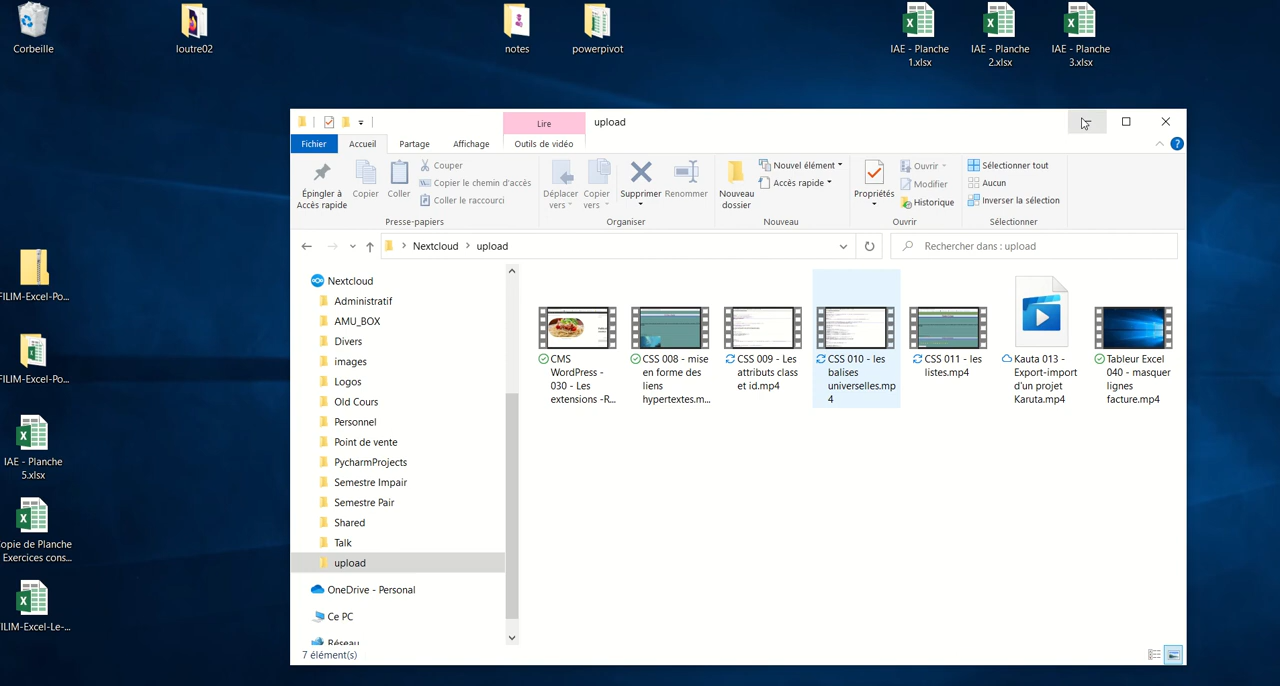 Corbeille
loutre02
notes
powerpivot
IAE - Planche
1.xlsx
IAE - Planche
2.xlsx
IAE - Planche
3.xlsx
FILIM-Excel-Po...
FILIM-Excel-Po...
IAE - Planche
5.xlsx
opie de Planche
Exercices cons...
FILIM-Excel-Le-...
Lire
upload
Fichier
Accueil
Partage
Affichage
Outils de vidéo
Épingler à
Accès rapide
Copier
Coller
Couper
Copier le chemin d'accès
Coller le raccourci
Presse-papiers
Déplacer
vers
Copier
vers
Supprimer
Renommer
Organiser
Nouveau
dossier
Nouvel élément
Accès rapide
Nouveau
Propriétés
Ouvrir
Modifier
Historique
Ouvrir
Sélectionner tout
Aucun
Inverser la sélection
Sélectionner
Nextcloud > upload
Rechercher dans : upload
Nextcloud
Administratif
AMU_BOX
Divers
images
Logos
Old Cours
Personnel
Point de vente
PycharmProjects
Semestre Impair
Semestre Pair
Shared
Talk
upload
OneDrive - Personal
Ce PC
Réseau
CMS
WordPress -
030 - Les
extensions -R...
CSS 008 - mise
en forme des
liens
hypertextes.m...
CSS 009 - Les
attributs class
et id.mp4
CSS 010 - les
balises
universelles.mp
4
CSS 011 - les
listes.mp4
Kauta 013 -
Export-import
d'un projet
Karuta.mp4
Tableur Excel
040 - masquer
lignes
facture.mp4
7 élément(s)